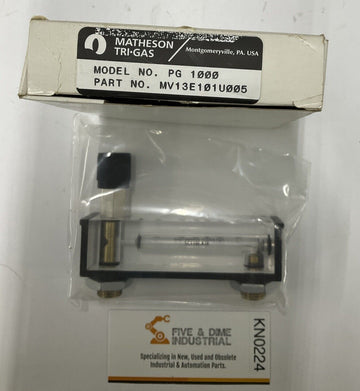 MATHESON
TRI·GAS
Montgomeryville, PA. USA
MODEL NO. PG 1000
PART NO. MV13E101U005
FIVE & DIME
INDUSTRIAL
Specializing in New, Used and Obsolete
Industrial & Automation Parts.
KN0224